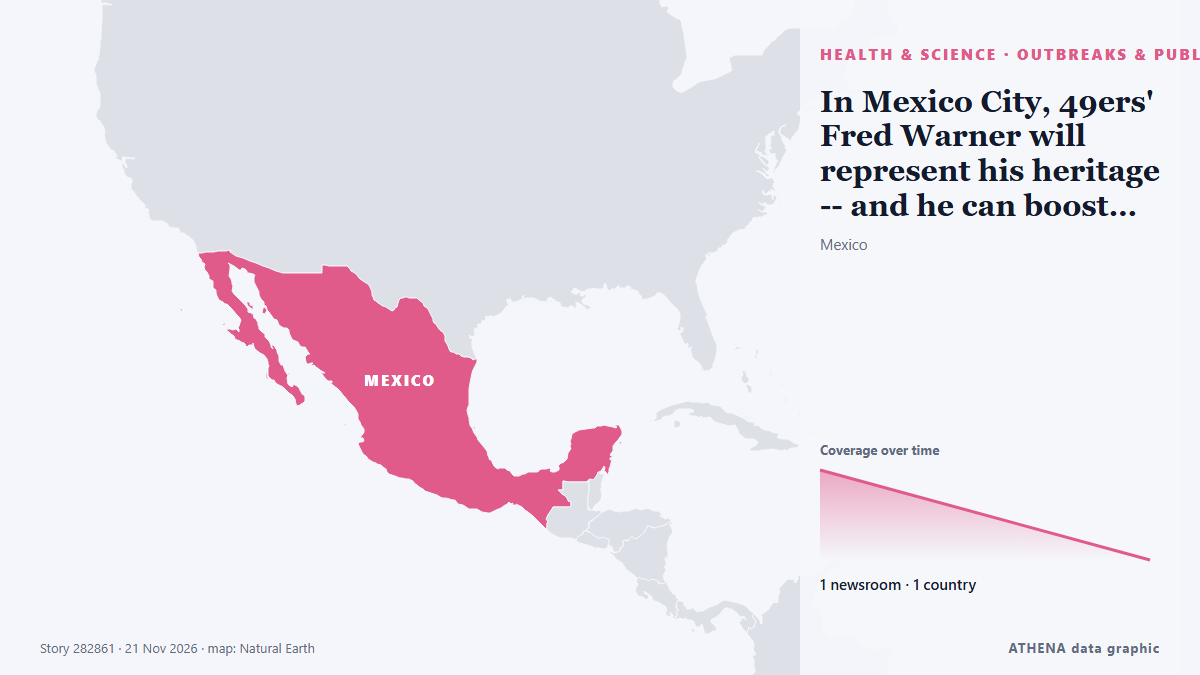 HEALTH & SCIENCE · OUTBREAKS & PUBL
In Mexico City, 49ers'
Fred Warner will
represent his heritage
-- and he can boost...
Mexico
MEXICO
Coverage over time
1 newsroom · 1 country
Story 282861 · 21 Nov 2026 · map: Natural Earth
ATHENA data graphic